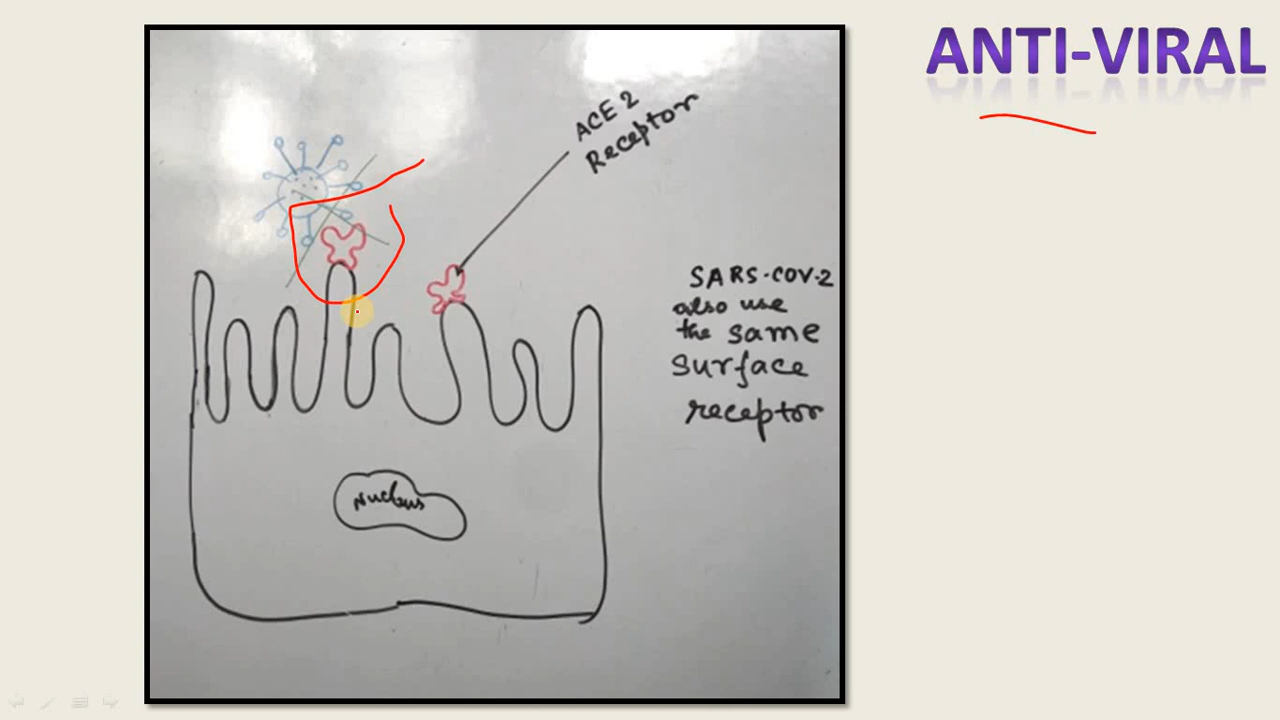 ANTI-VIRAL
ACE 2
Receptor
SARS-COV-2
also use
the same
surface
receptor
Nucleus